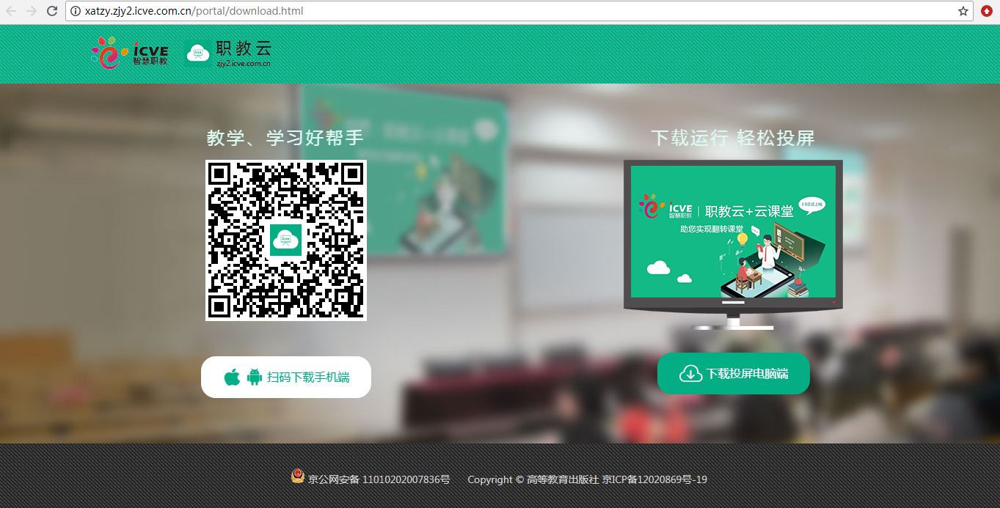 xatzy.zjy2.icve.com.cn/portal/download.html
icve
智慧职教
职教云
zjy2.icve.com.cn
教学、学习好帮手
下载运行 轻松投屏
icve
icve
智慧职教
职教云+云课堂
2.0正式上线
助您实现翻转课堂
扫码下载手机端
下载投屏电脑端
京公网安备 11010202007836号 Copyright © 高等教育出版社 京ICP备12020869号-19